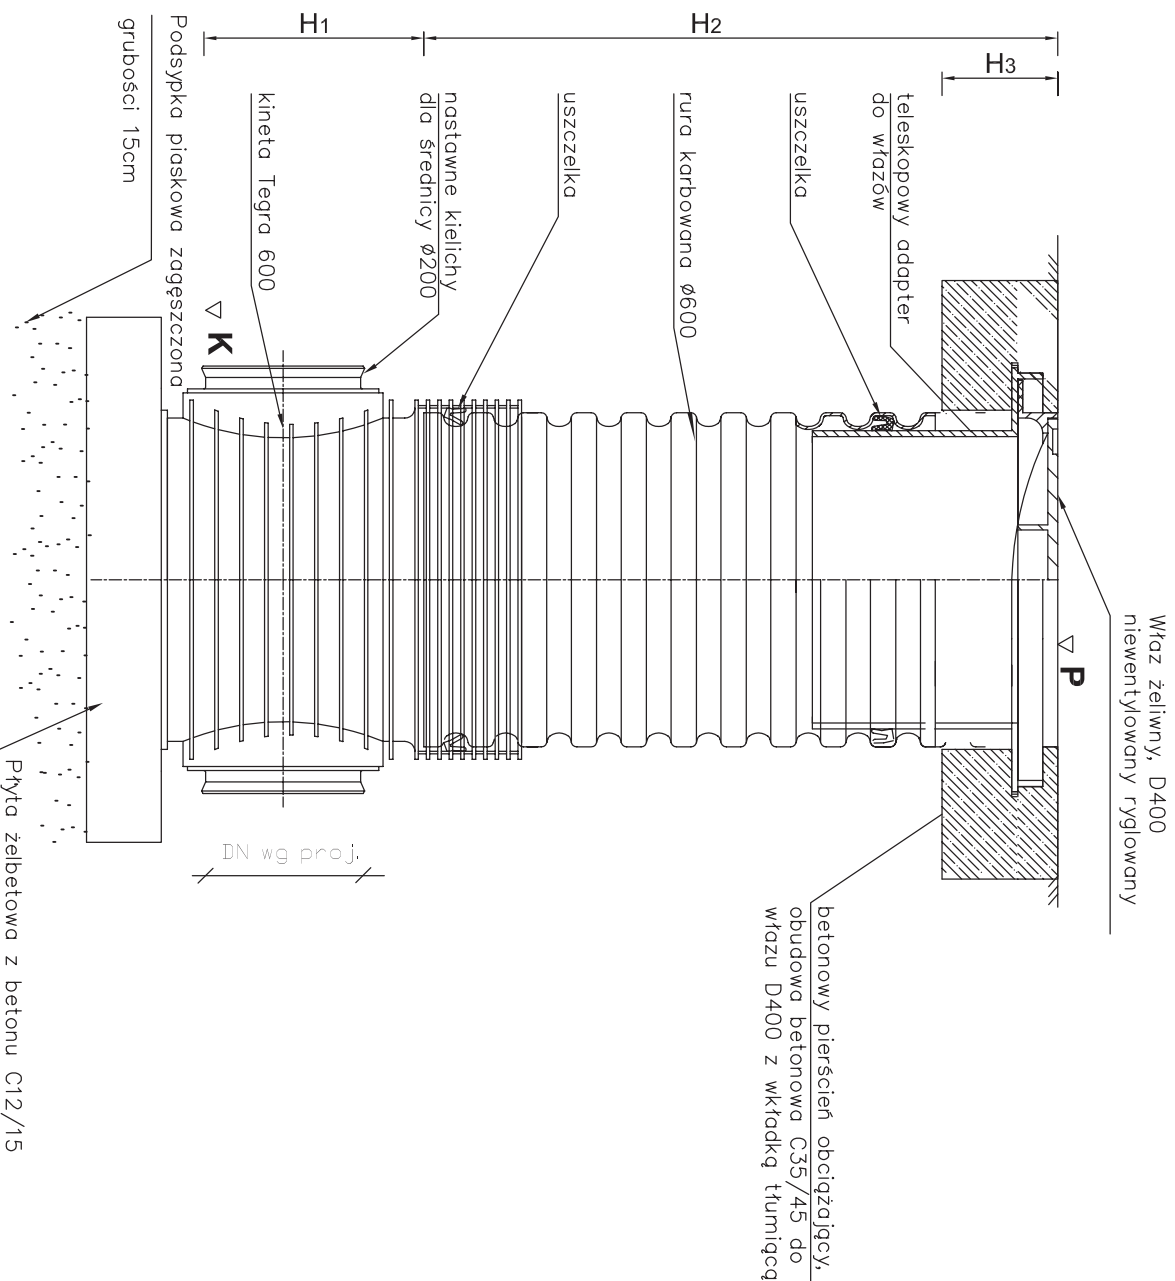 Właz żeliwny, D400
niewentylowany ryglowany
P
H3
teleskopowy adapter
do włazów
betonowy pierścień obciążający,
obudowa betonowa C35/45 do
włazu D400 z wkładką tłumiącą
uszczelka
H2
rura karbowana Ø600
uszczelka
nastawne kielichy
dla średnicy Ø200
H1
DN wg proj.
kineta Tegra 600
K
Podsypka piaskowa zagęszczona
grubości 15cm
Płyta żelbetowa z betonu C12/15